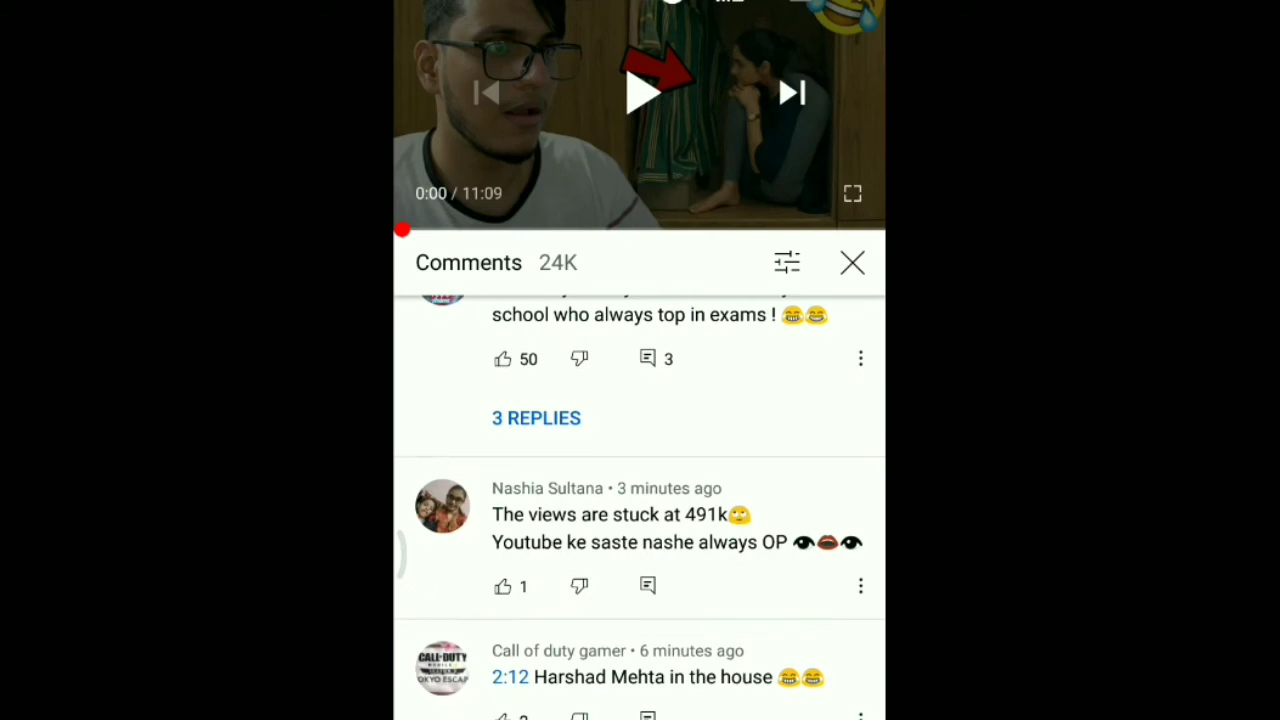 0:00 / 11:09
Comments 24K
school who always top in exams ! 😂😂
50 3
3 REPLIES
Nashia Sultana • 3 minutes ago
The views are stuck at 491k🙄
Youtube ke saste nashe always OP 👁️👄👁️
1
CALL·DUTY
Call of duty gamer • 6 minutes ago
2:12 Harshad Mehta in the house 😂😂